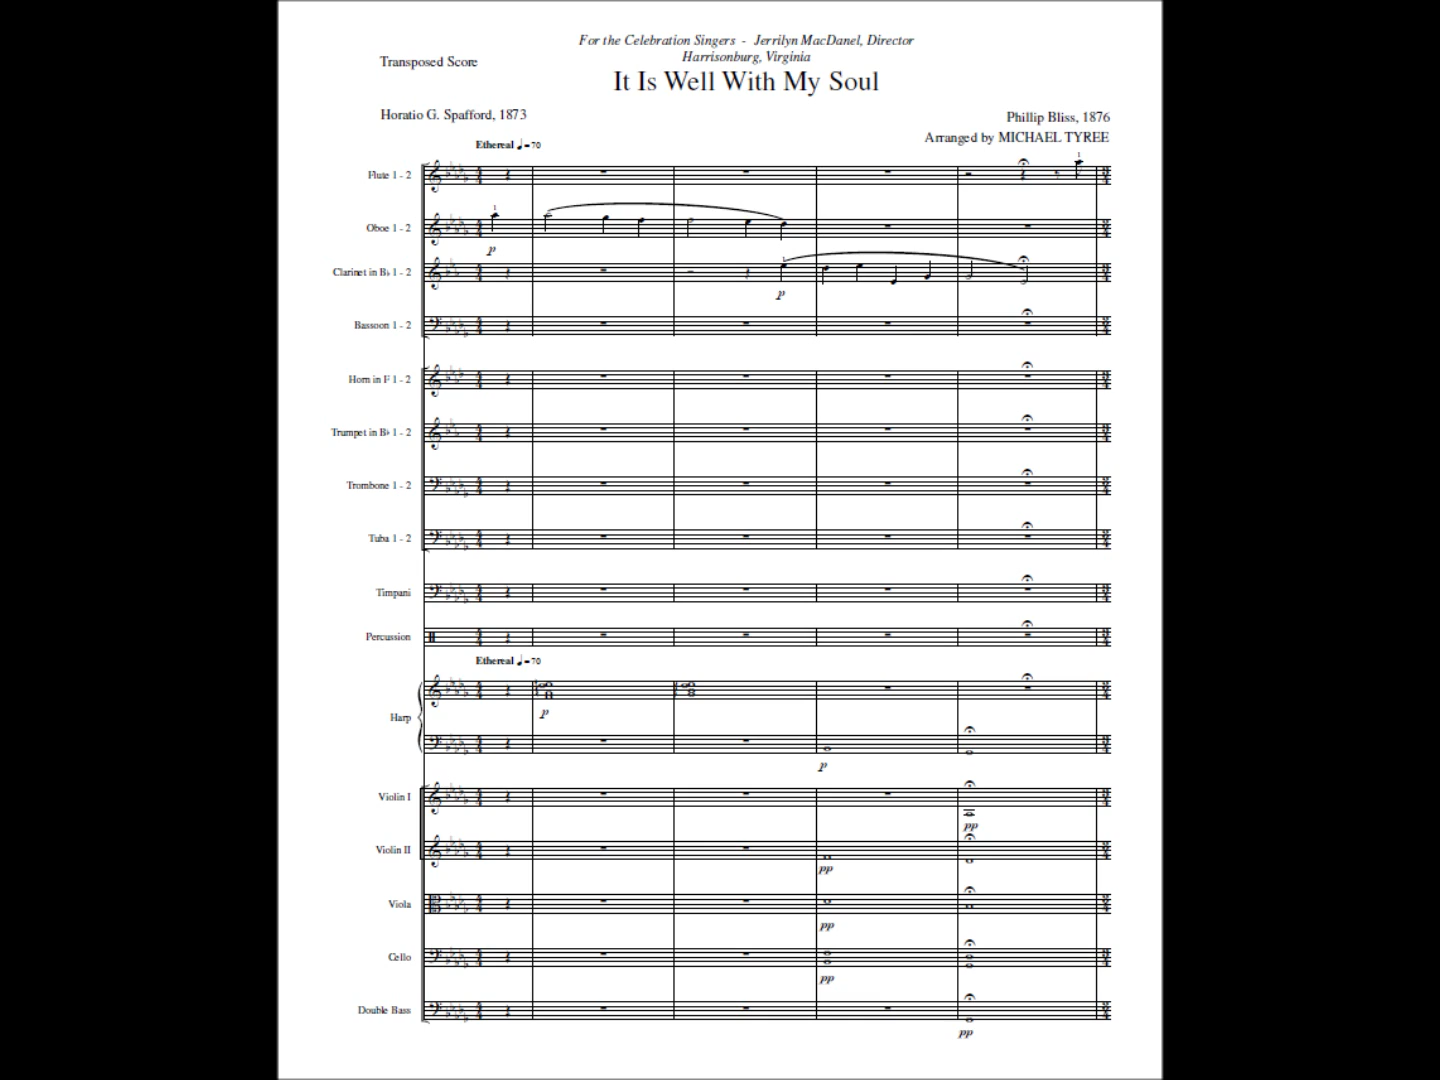 For the Celebration Singers - Jerrilyn MacDanel, Director
Harrisonburg, Virginia
Transposed Score
It Is Well With My Soul
Horatio G. Spafford, 1873
Phillip Bliss, 1876
Arranged by MICHAEL TYREE
Ethereal ♩=70
Flute 1 - 2
1
Oboe 1 - 2
1
p
Clarinet in B♭ 1 - 2
1
p
Bassoon 1 - 2
Horn in F 1 - 2
Trumpet in B♭ 1 - 2
Trombone 1 - 2
Tuba 1 - 2
Timpani
Percussion
Ethereal ♩=70
p
Harp
p
Violin I
pp
Violin II
pp
Viola
pp
Cello
pp
Double Bass
pp